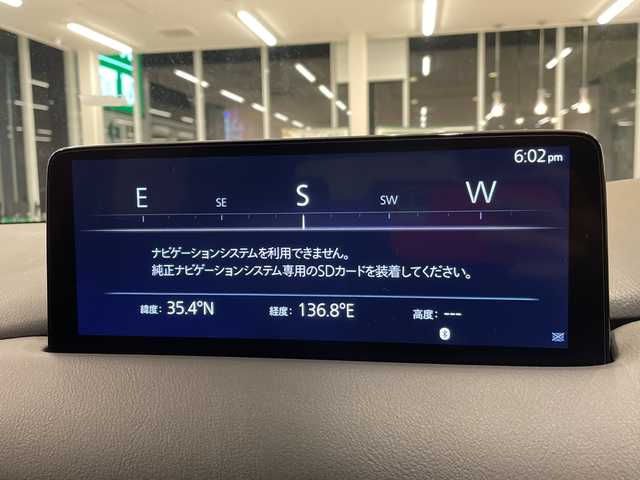 6:02pm
E SE S SW W
ナビゲーションシステムを利用できません。
純正ナビゲーションシステム専用のSDカードを装着してください。
緯度: 35.4°N 経度: 136.8°E 高度: ---